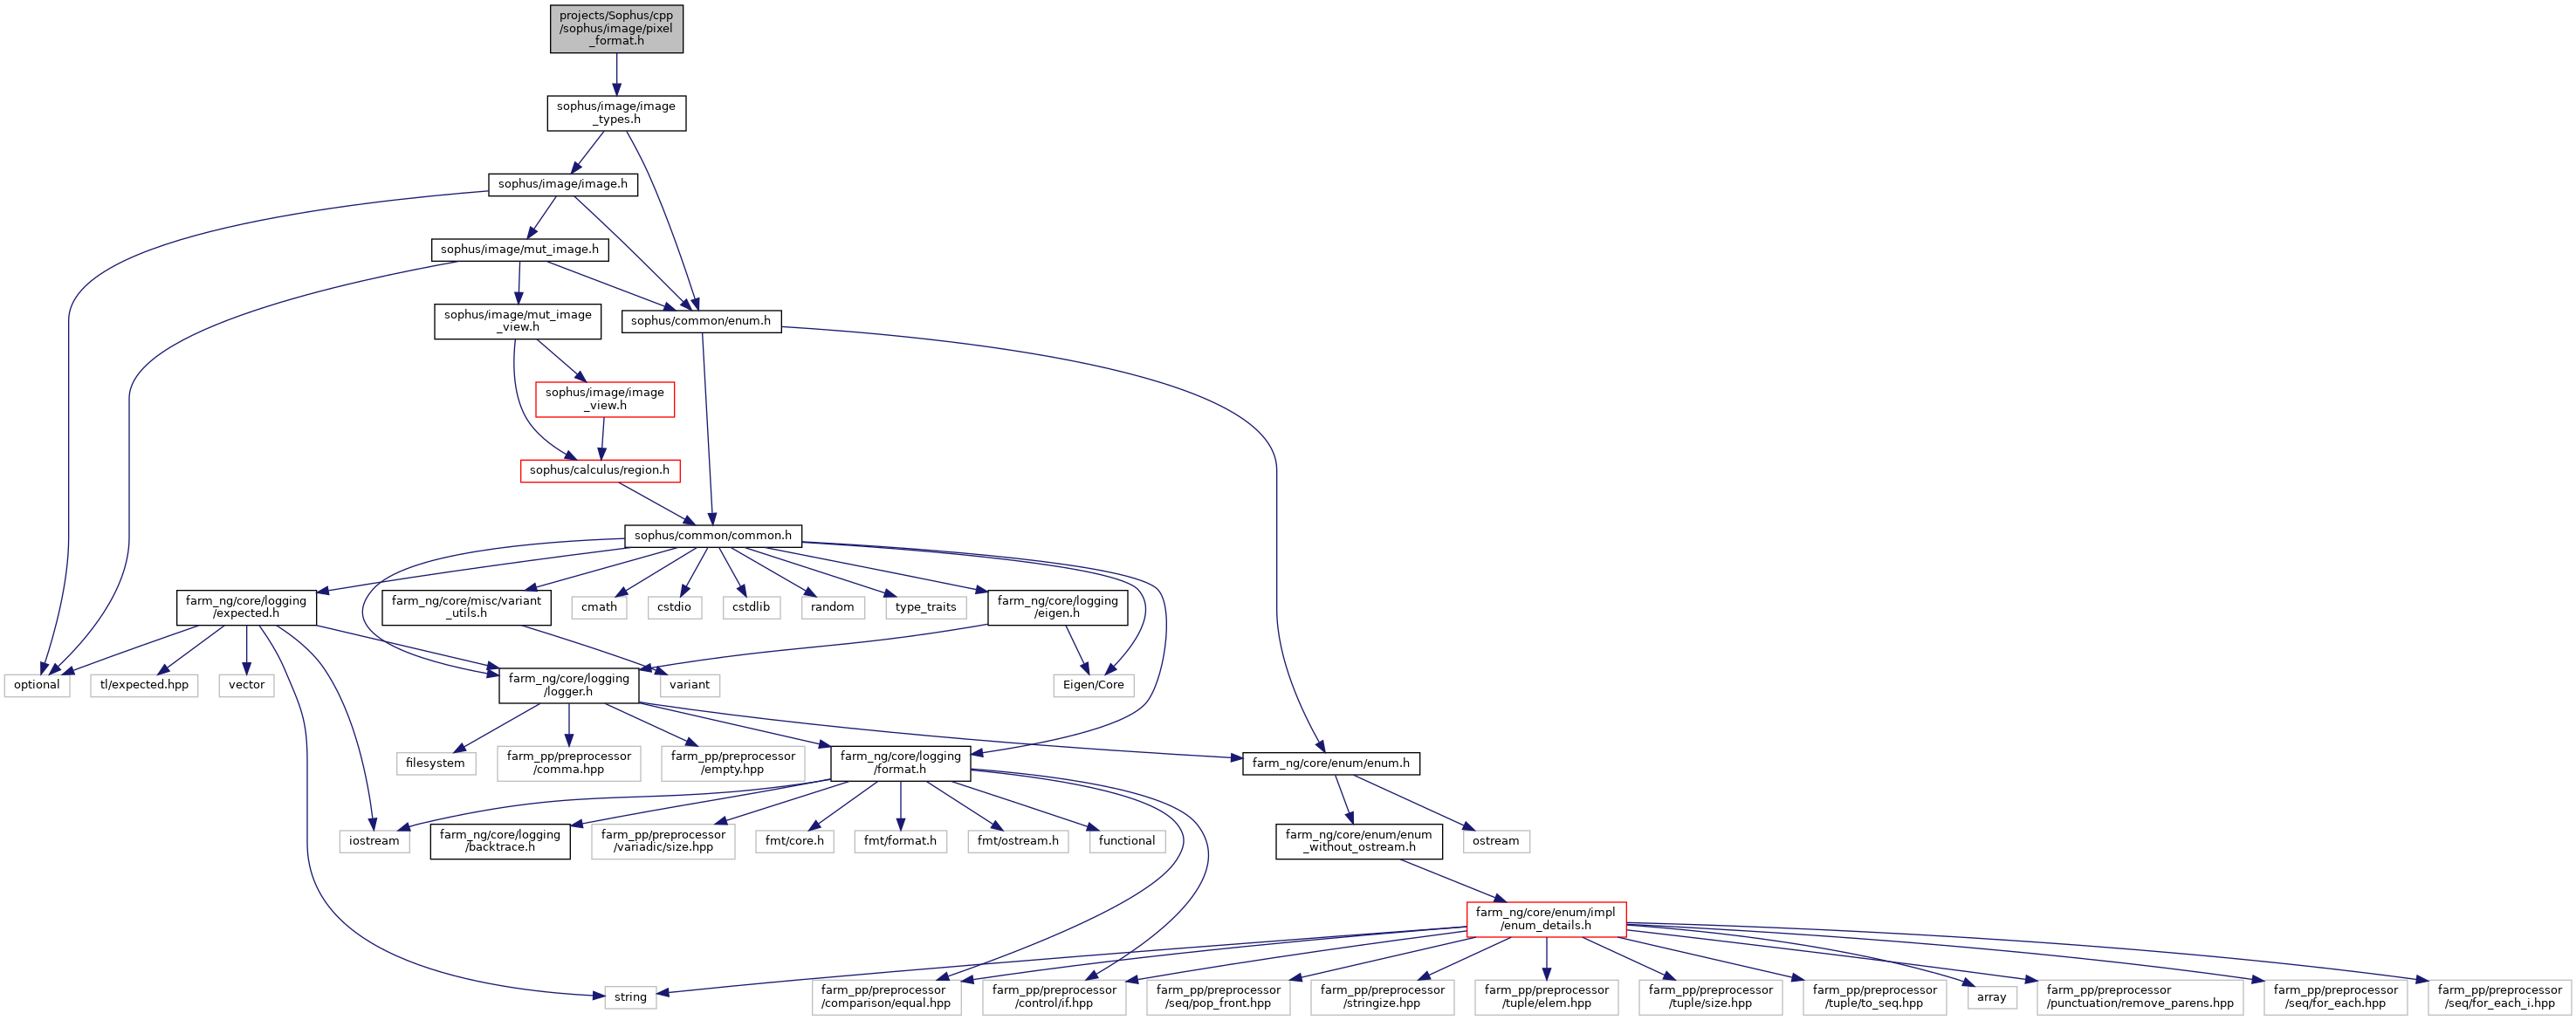 projects/Sophus/cpp
/sophus/image/pixel
_format.h
sophus/image/image
_types.h
sophus/image/image.h
sophus/image/mut_image.h
sophus/image/mut_image
_view.h
sophus/common/enum.h
sophus/image/image
_view.h
sophus/calculus/region.h
sophus/common/common.h
farm_ng/core/logging
/expected.h
farm_ng/core/misc/variant
_utils.h
cmath
cstdio
cstdlib
random
type_traits
farm_ng/core/logging
/eigen.h
optional
tl/expected.hpp
vector
farm_ng/core/logging
/logger.h
variant
Eigen/Core
filesystem
farm_pp/preprocessor
/comma.hpp
farm_pp/preprocessor
/empty.hpp
farm_ng/core/logging
/format.h
farm_ng/core/enum/enum.h
iostream
farm_ng/core/logging
/backtrace.h
farm_pp/preprocessor
/variadic/size.hpp
fmt/core.h
fmt/format.h
fmt/ostream.h
functional
farm_ng/core/enum/enum
_without_ostream.h
ostream
farm_ng/core/enum/impl
/enum_details.h
string
farm_pp/preprocessor
/comparison/equal.hpp
farm_pp/preprocessor
/control/if.hpp
farm_pp/preprocessor
/seq/pop_front.hpp
farm_pp/preprocessor
/stringize.hpp
farm_pp/preprocessor
/tuple/elem.hpp
farm_pp/preprocessor
/tuple/size.hpp
farm_pp/preprocessor
/tuple/to_seq.hpp
array
farm_pp/preprocessor
/punctuation/remove_parens.hpp
farm_pp/preprocessor
/seq/for_each.hpp
farm_pp/preprocessor
/seq/for_each_i.hpp